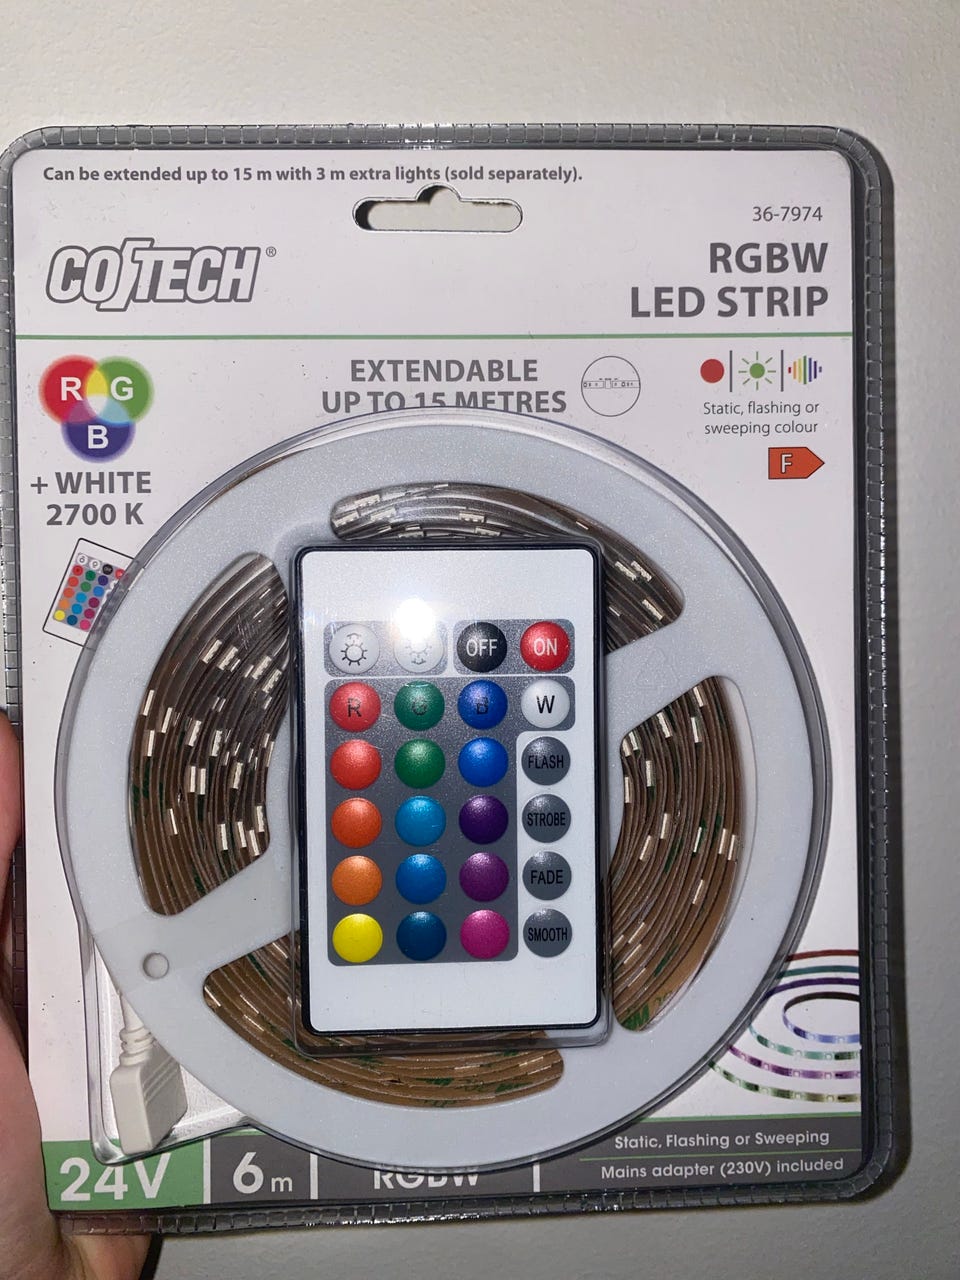 Can be extended up to 15 m with 3 m extra lights (sold separately).
36-7974
COTECH®
RGBW
LED STRIP
R G
B
+ WHITE
2700 K
EXTENDABLE
UP TO 15 METRES
Static, flashing or
sweeping colour
F
OFF ON
R G B W
FLASH
STROBE
FADE
SMOOTH
24V 6 m RGBW
Static, Flashing or Sweeping
Mains adapter (230V) included